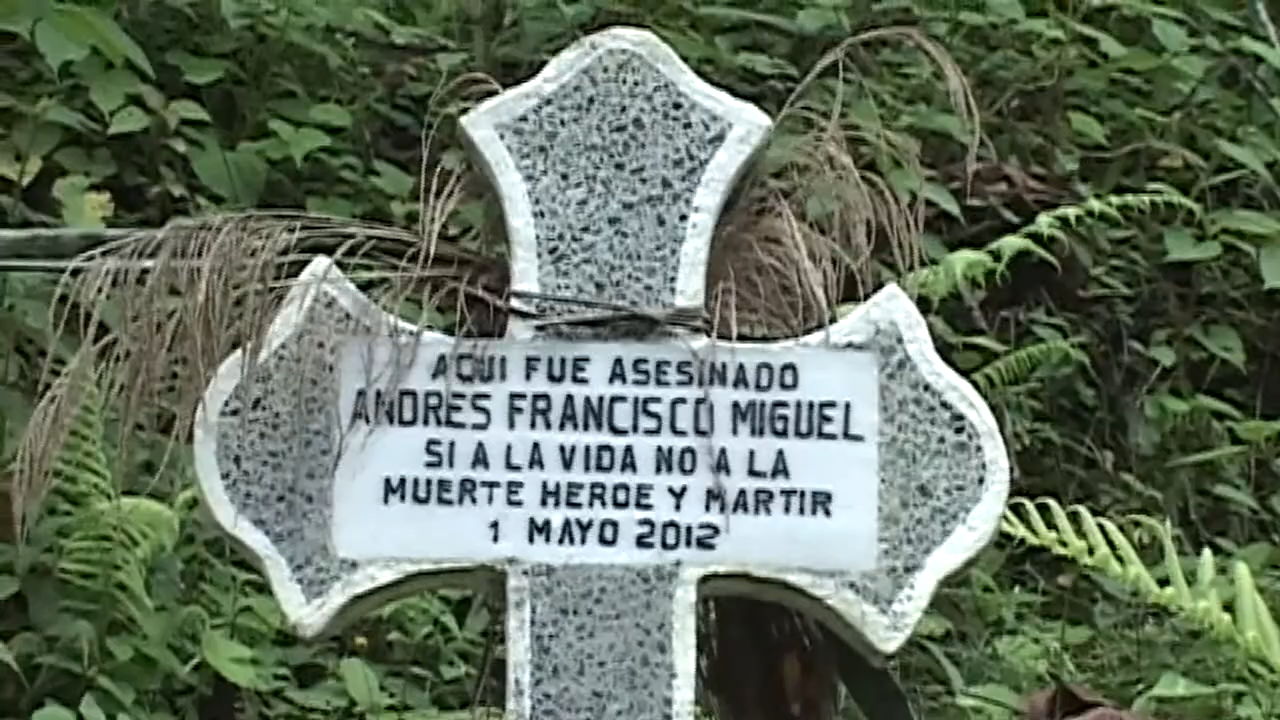 AQUI FUE ASESINADO
ANDRES FRANCISCO MIGUEL
SI A LA VIDA NO A LA
MUERTE HEROE Y MARTIR
1 MAYO 2012